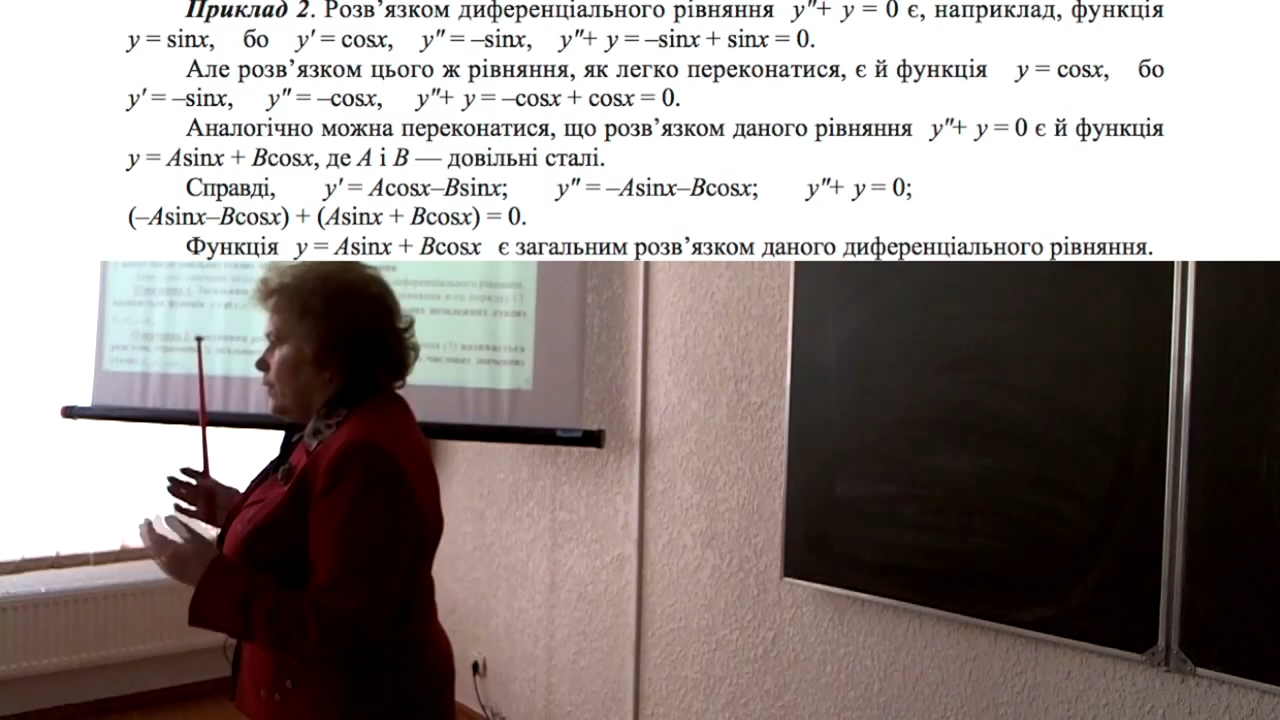 Приклад 2. Розв’язком диференціального рівняння y″+ y = 0 є, наприклад, функція
y = sinx, бо y′ = cosx, y″ = –sinx, y″+ y = –sinx + sinx = 0.
Але розв’язком цього ж рівняння, як легко переконатися, є й функція y = cosx, бо
y′ = –sinx, y″ = –cosx, y″+ y = –cosx + cosx = 0.
Аналогічно можна переконатися, що розв’язком даного рівняння y″+ y = 0 є й функція
y = Asinx + Bcosx, де A і B — довільні сталі.
Справді, y′ = Acosx–Bsinx; y″ = –Asinx–Bcosx; y″+ y = 0;
(–Asinx–Bcosx) + (Asinx + Bcosx) = 0.
Функція y = Asinx + Bcosx є загальним розв’язком даного диференціального рівняння.